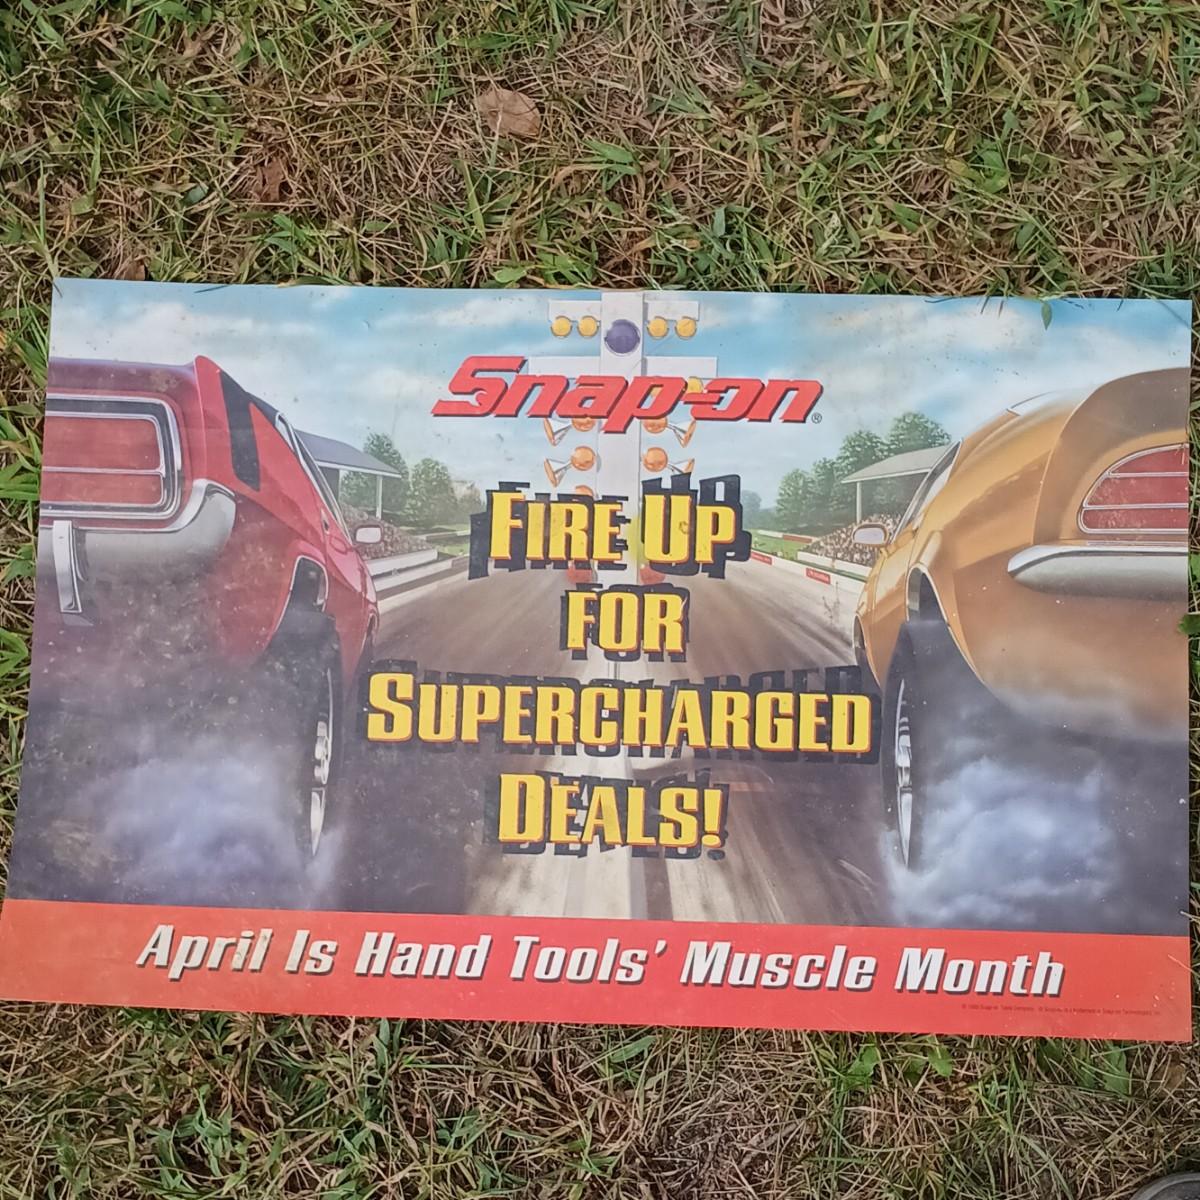 Snap-on®
FIRE UP
FOR
SUPERCHARGED
DEALS!
April Is Hand Tools' Muscle Month